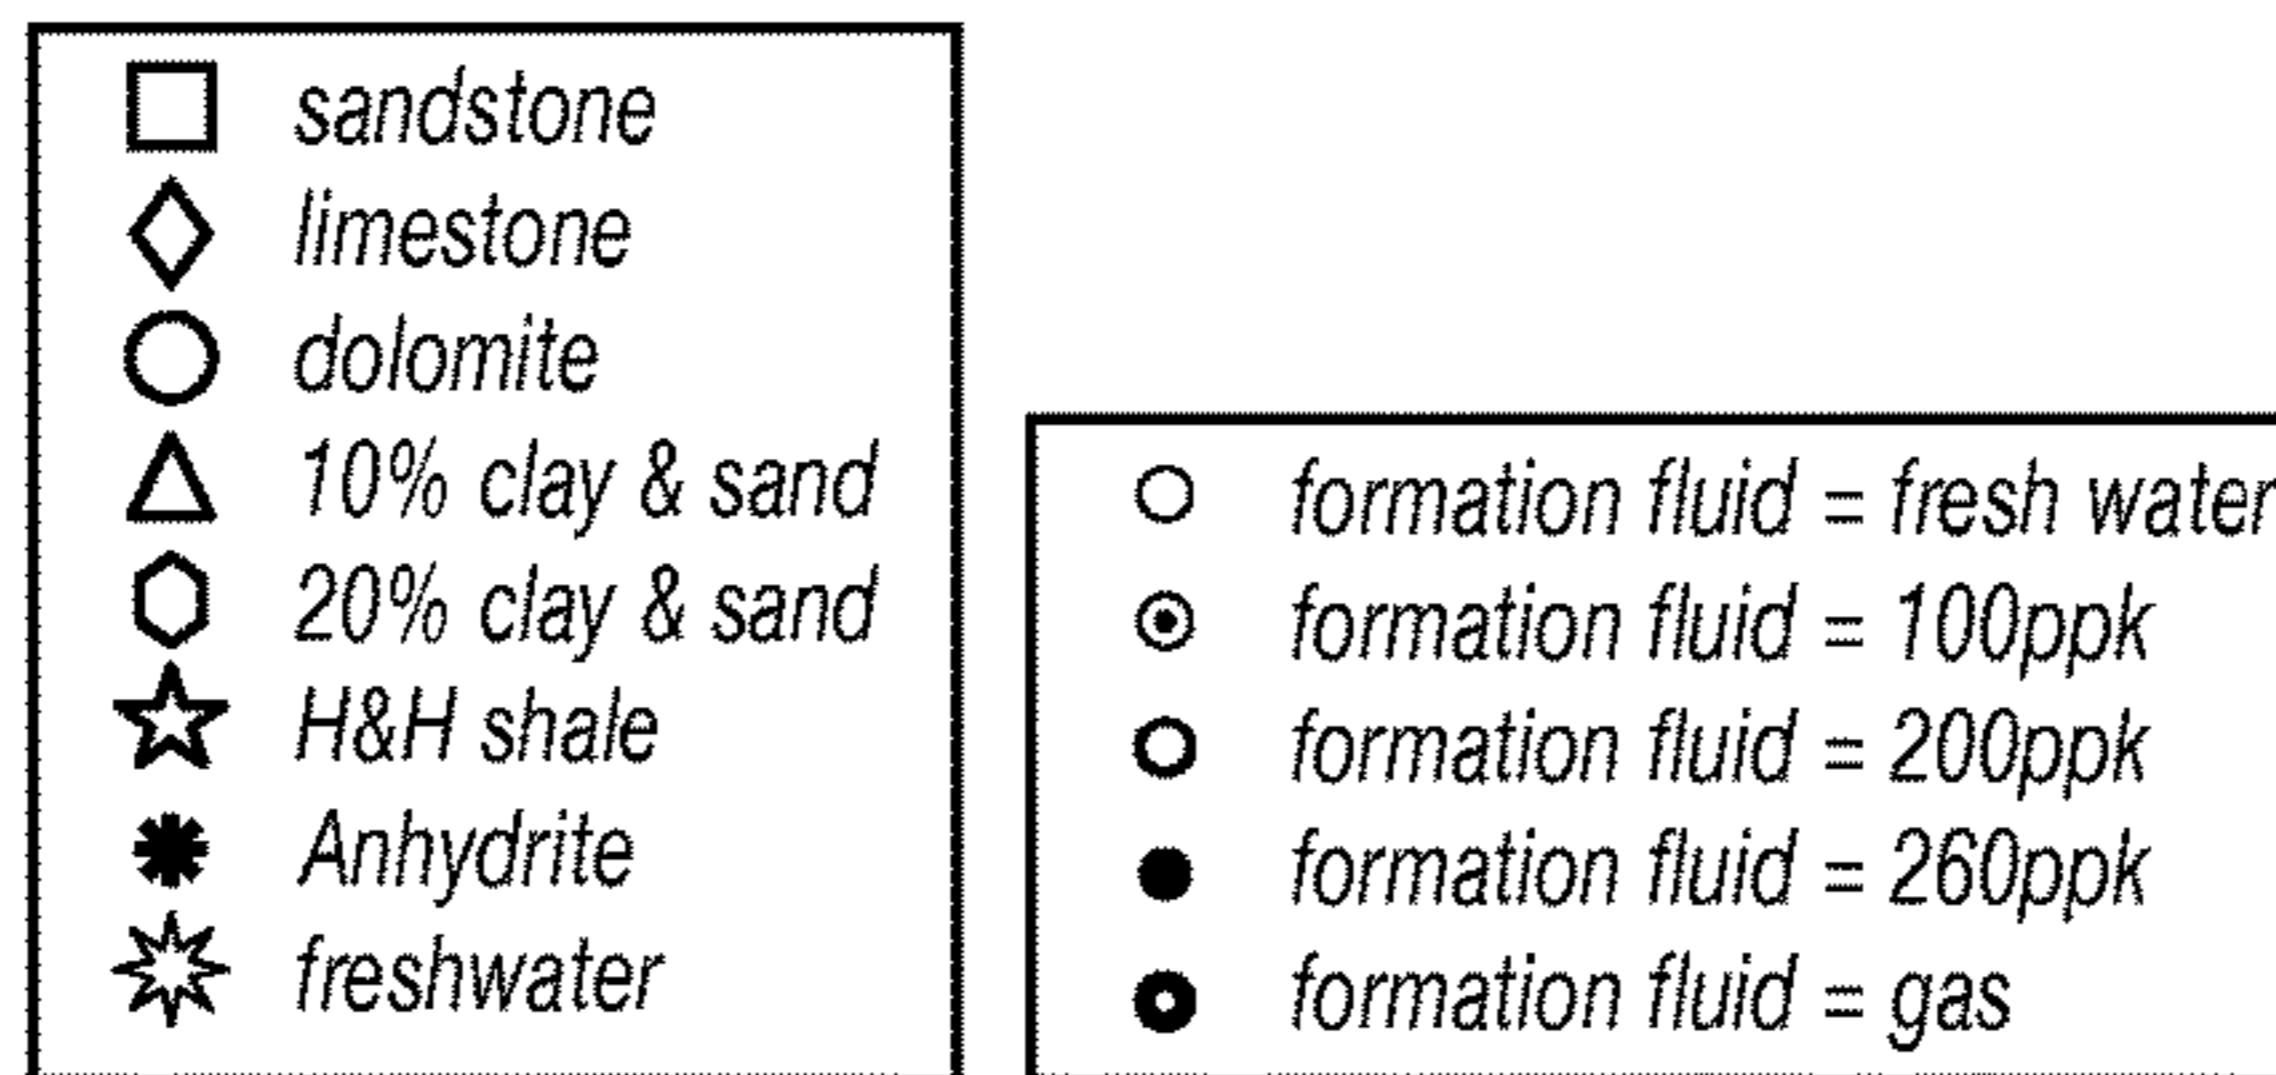 sandstone
limestone
dolomite
10% clay & sand
20% clay & sand
H&H shale
Anhydrite
freshwater
formation fluid = fresh water
formation fluid = 100ppk
formation fluid = 200ppk
formation fluid = 260ppk
formation fluid = gas